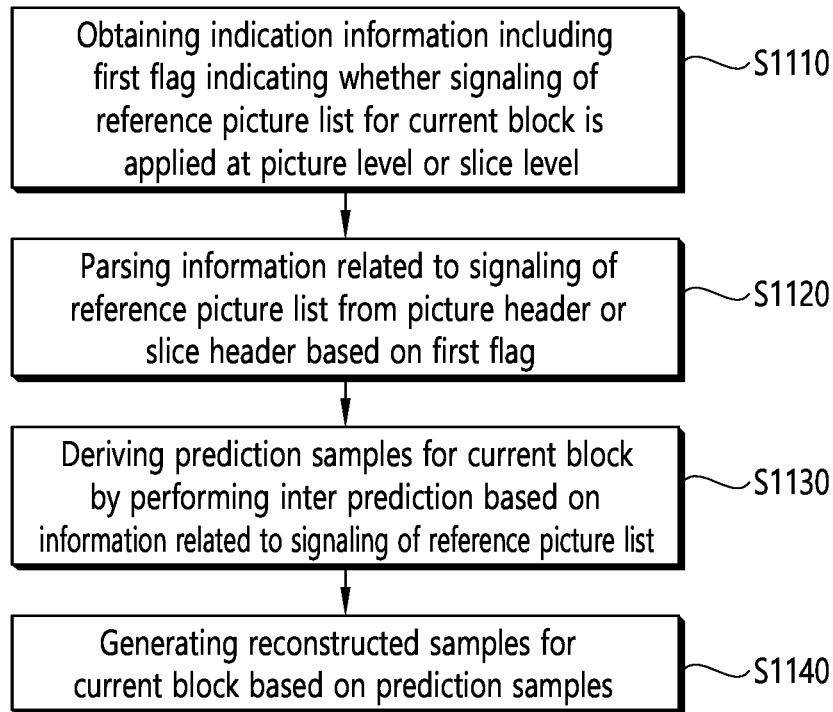 Obtaining indication information including
first flag indicating whether signaling of
reference picture list for current block is
applied at picture level or slice level
S1110
Parsing information related to signaling of
reference picture list from picture header or
slice header based on first flag
S1120
Deriving prediction samples for current block
by performing inter prediction based on
information related to signaling of reference picture list
S1130
Generating reconstructed samples for
current block based on prediction samples
S1140